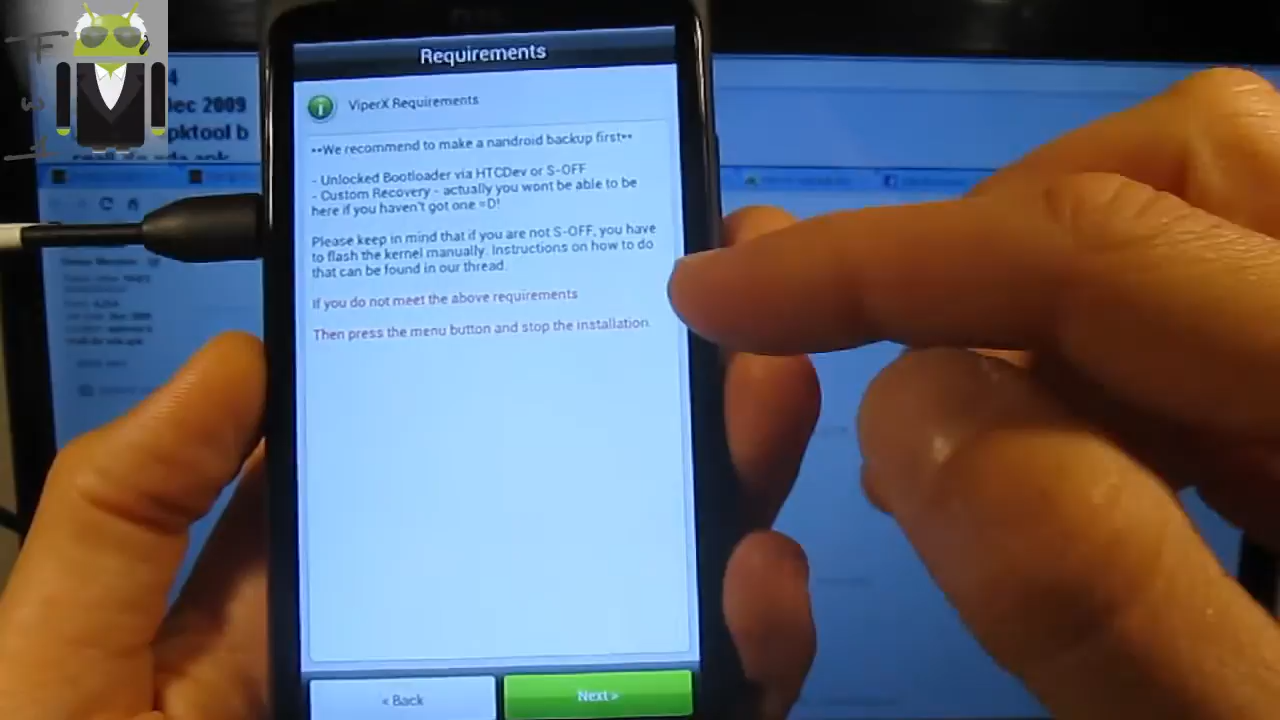 Requirements
ViperX Requirements
**We recommend to make a nandroid backup first**
- Unlocked Bootloader via HTCDev or S-OFF
- Custom Recovery - actually you wont be able to be
here if you haven't got one =D!
Please keep in mind that if you are not S-OFF, you have
to flash the kernel manually. Instructions on how to do
that can be found in our thread.
If you do not meet the above requirements
Then press the menu button and stop the installation.
< Back
Next >
4
Dec 2009
pktool b